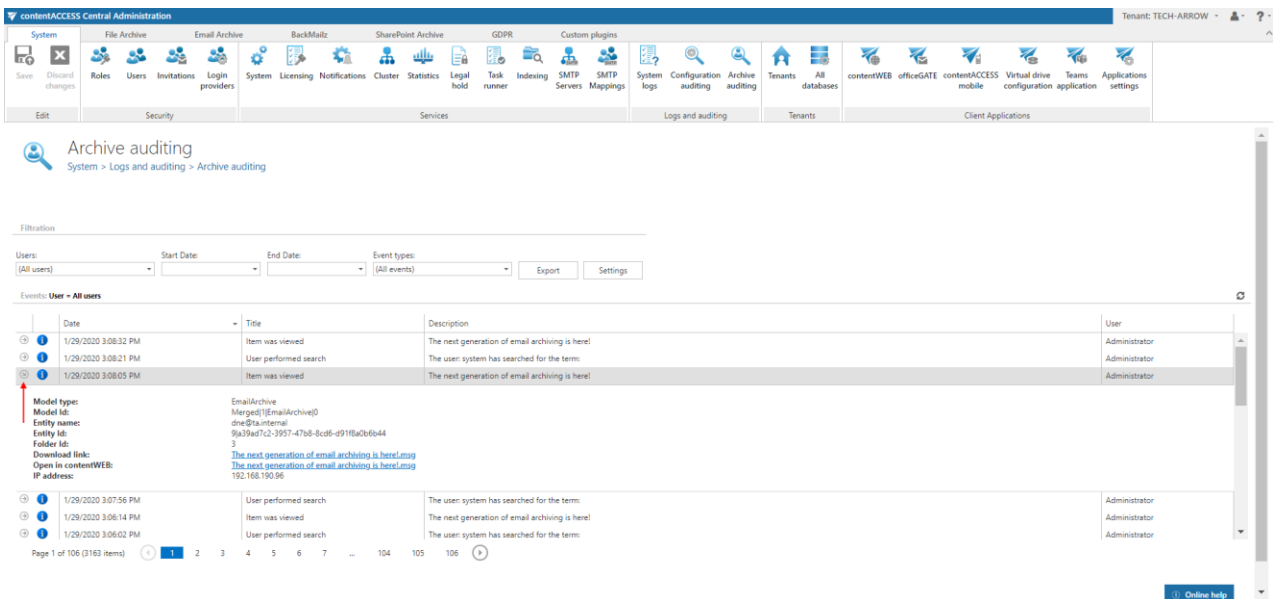 contentACCESS Central Administration
Tenant: TECH-ARROW
System File Archive Email Archive BackMailz SharePoint Archive GDPR Custom plugins
Save Discard changes Roles Users Invitations Login providers System Licensing Notifications Cluster Statistics Legal hold Task runner Indexing SMTP Servers SMTP Mappings System logs Configuration auditing Archive auditing Tenants All databases contentWEB officeGATE contentACCESS mobile Virtual drive configuration Teams application Applications settings
Edit Security Services Logs and auditing Tenants Client Applications
Archive auditing
System > Logs and auditing > Archive auditing
Filtration
Users: Start Date: End Date: Event types:
(All users) (All events) Export Settings
Events: User = All users
Date Title Description User
1/29/2020 3:08:32 PM Item was viewed The next generation of email archiving is here! Administrator
1/29/2020 3:08:21 PM User performed search The user: system has searched for the term: Administrator
1/29/2020 3:08:05 PM Item was viewed The next generation of email archiving is here! Administrator
Model type: EmailArchive
Model Id: Merged|1|EmailArchive|0
Entity name: dne@ta.internal
Entity Id: 9|a39ad7c2-3957-47b8-8cd6-d91f8a0b6b44
Folder Id: 3
Download link: The next generation of email archiving is here!.msg
Open in contentWEB: The next generation of email archiving is here!.msg
IP address: 192.168.190.96
1/29/2020 3:07:56 PM User performed search The user: system has searched for the term: Administrator
1/29/2020 3:06:14 PM Item was viewed The next generation of email archiving is here! Administrator
1/29/2020 3:06:02 PM User performed search The user: system has searched for the term: Administrator
Page 1 of 106 (3163 items) 1 2 3 4 5 6 7 ... 104 105 106
Online help